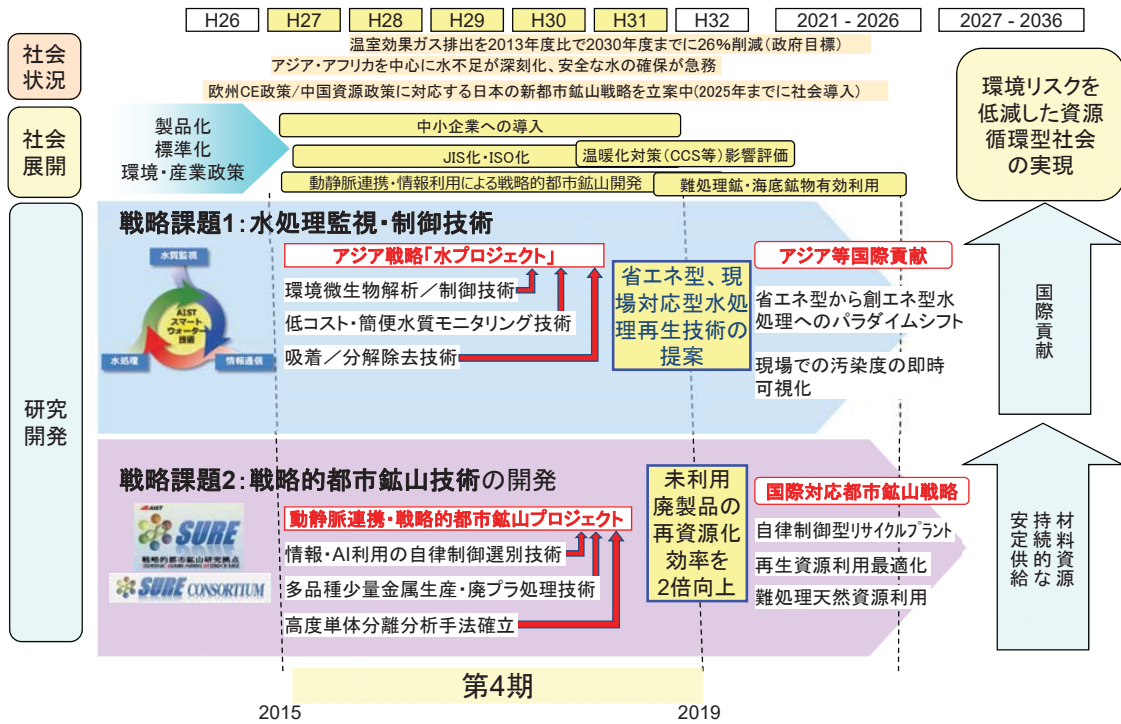 H26 H27 H28 H29 H30 H31 H32 2021 - 2026 2027 - 2036
社会
状況
温室効果ガス排出を2013年度比で2030年度までに26%削減(政府目標)
アジア・アフリカを中心に水不足が深刻化、安全な水の確保が急務
欧州CE政策/中国資源政策に対応する日本の新都市鉱山戦略を立案中(2025年までに社会導入)
環境リスクを
低減した資源
循環型社会
の実現
社会
展開
製品化
標準化
環境・産業政策
中小企業への導入
JIS化・ISO化
温暖化対策(CCS等)影響評価
動静脈連携・情報利用による戦略的都市鉱山開発
難処理鉱・海底鉱物有効利用
研究
開発
戦略課題1:水処理監視・制御技術
水質監視
AIST
スマート
ウォーター
技術
水処理
情報通信
アジア戦略「水プロジェクト」
環境微生物解析/制御技術
低コスト・簡便水質モニタリング技術
吸着/分解除去技術
省エネ型、現
場対応型水処
理再生技術の
提案
アジア等国際貢献
省エネ型から創エネ型水
処理へのパラダイムシフト
現場での汚染度の即時
可視化
国際貢献
戦略課題2:戦略的都市鉱山技術の開発
AIST
SURE
戦略的都市鉱山研究拠点
SURE CONSORTIUM
動静脈連携・戦略的都市鉱山プロジェクト
情報・AI利用の自律制御選別技術
多品種少量金属生産・廃プラ処理技術
高度単体分離分析手法確立
未利用
廃製品の
再資源化
効率を
2倍向上
国際対応都市鉱山戦略
自律制御型リサイクルプラント
再生資源利用最適化
難処理天然資源利用
材料資源
持続的な
安定供給
第4期
2015
2019